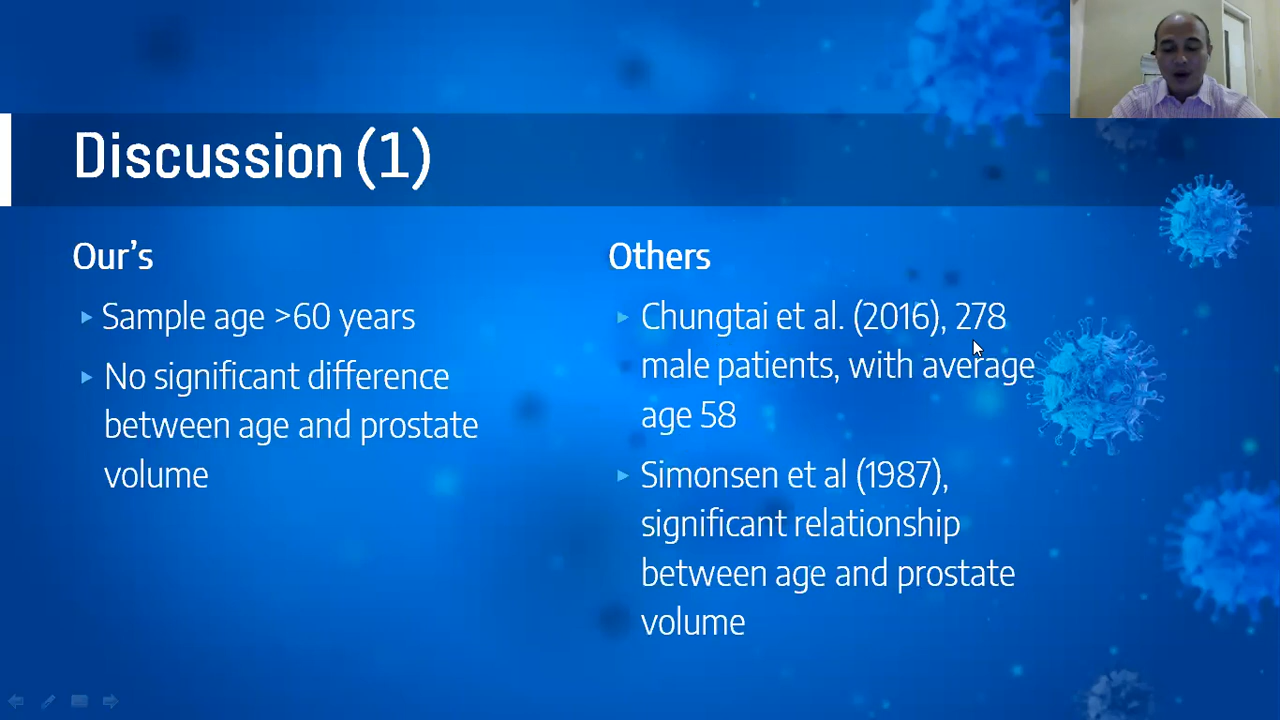 Discussion (1)
Our's
Sample age >60 years
No significant difference
between age and prostate
volume
Others
Chungtai et al. (2016), 278
male patients, with average
age 58
Simonsen et al (1987),
significant relationship
between age and prostate
volume